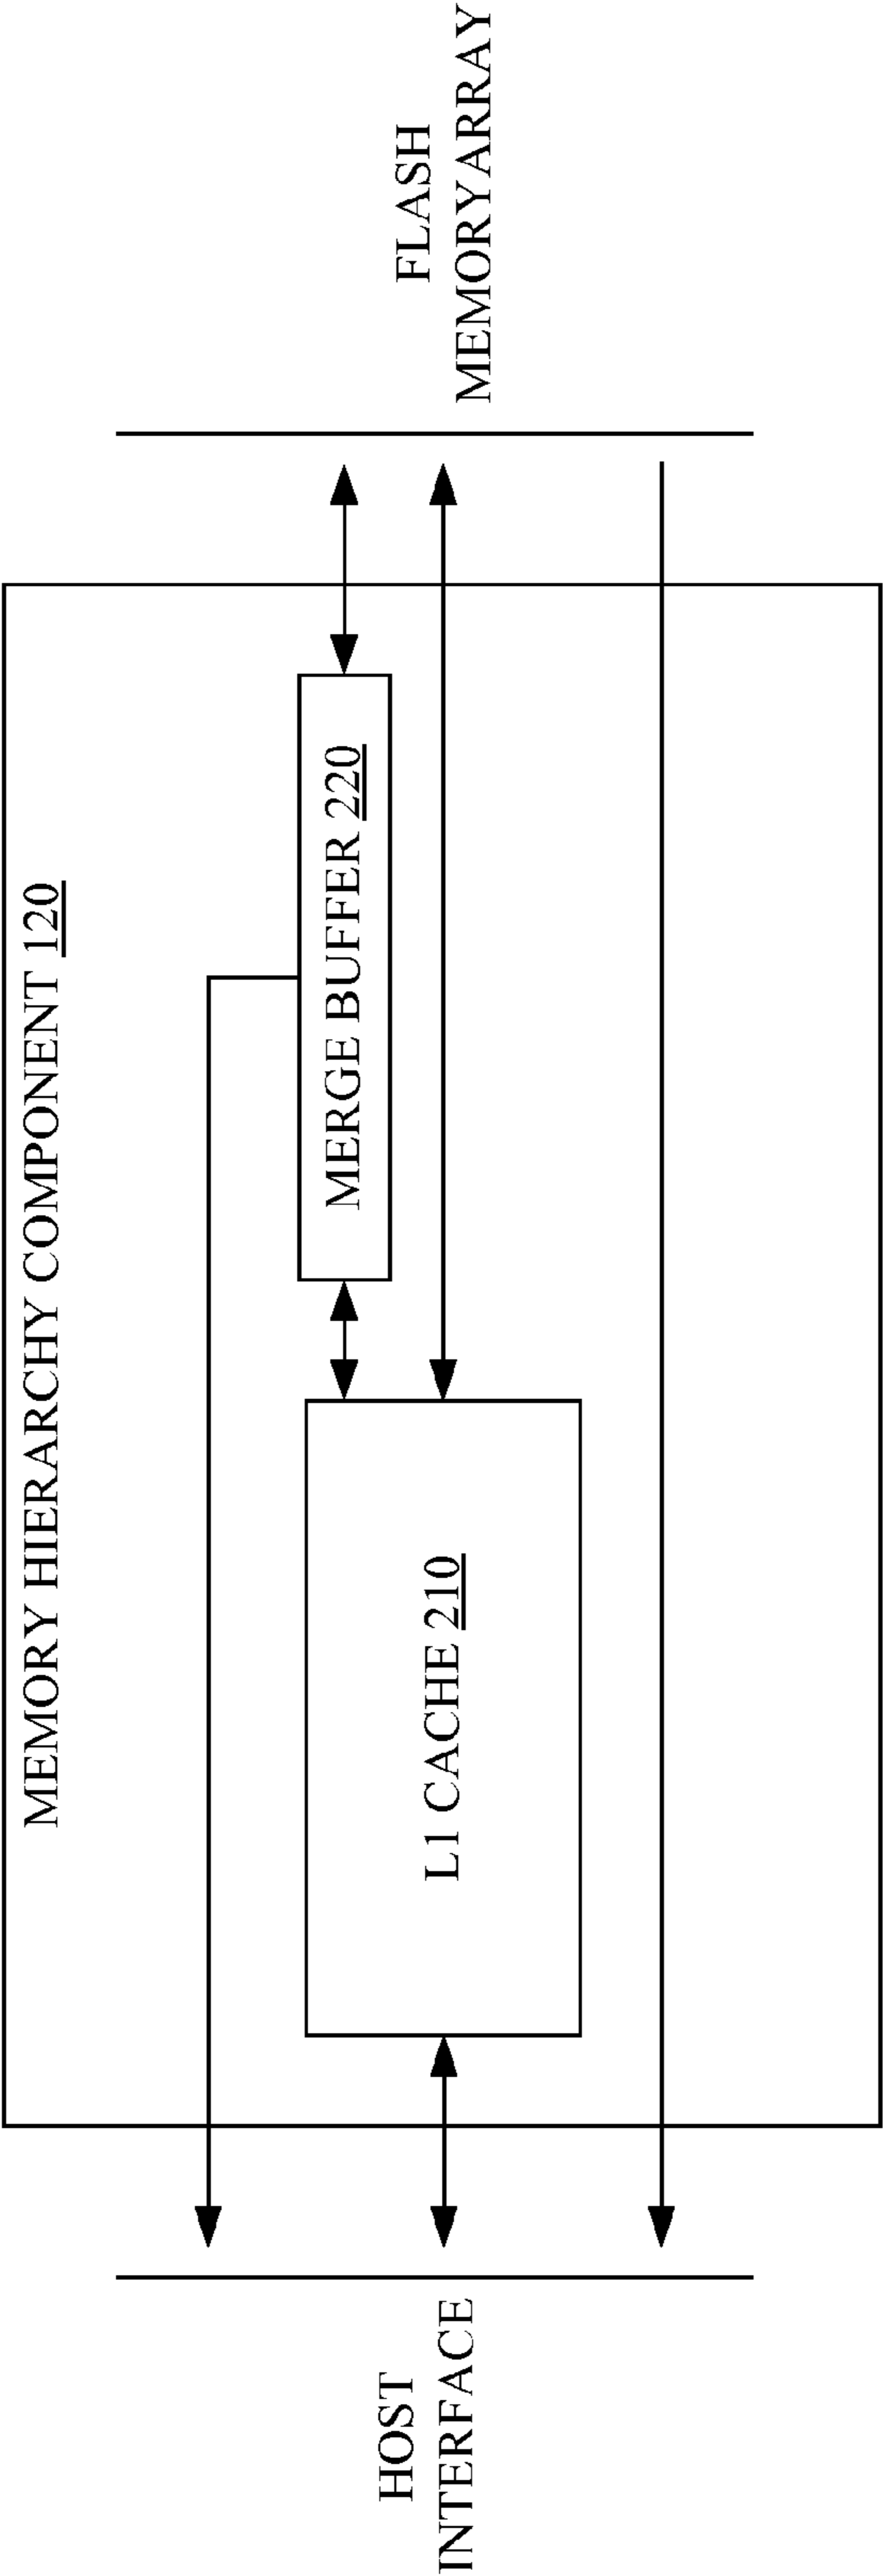 MEMORY HIERARCHY COMPONENT 120
HOST
INTERFACE
L1 CACHE 210
MERGE BUFFER 220
FLASH
MEMORYARRAY